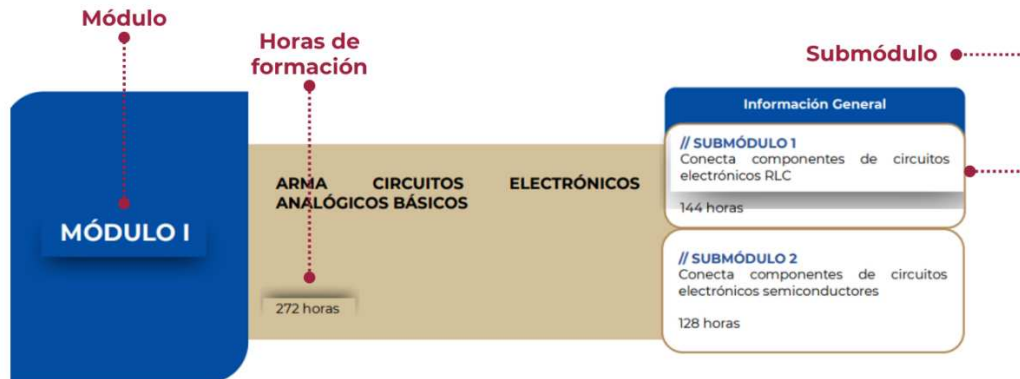 Módulo
Horas de
formación
Submódulo
Información General
// SUBMÓDULO 1
Conecta componentes de circuitos
electrónicos RLC
144 horas
ARMA CIRCUITOS ELECTRÓNICOS
ANALÓGICOS BÁSICOS
MÓDULO I
272 horas
// SUBMÓDULO 2
Conecta componentes de circuitos
electrónicos semiconductores
128 horas